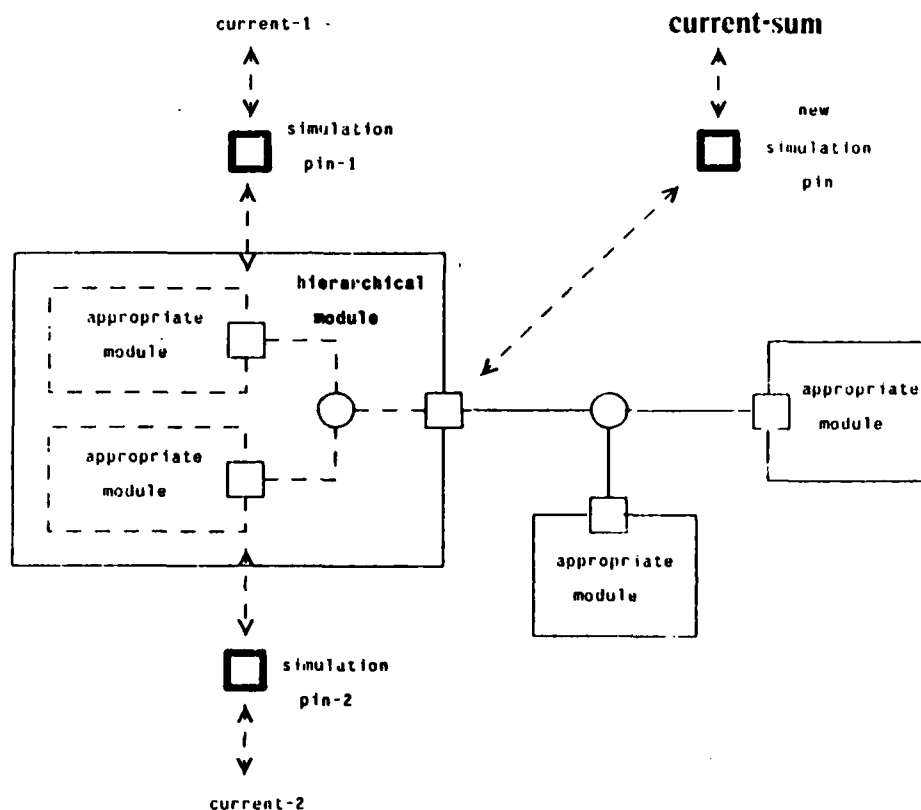 current-1
current-sum
simulation
pin-1
new
simulation
pin
hierarchical
module
appropriate
module
appropriate
module
appropriate
module
appropriate
module
simulation
pin-2
current-2